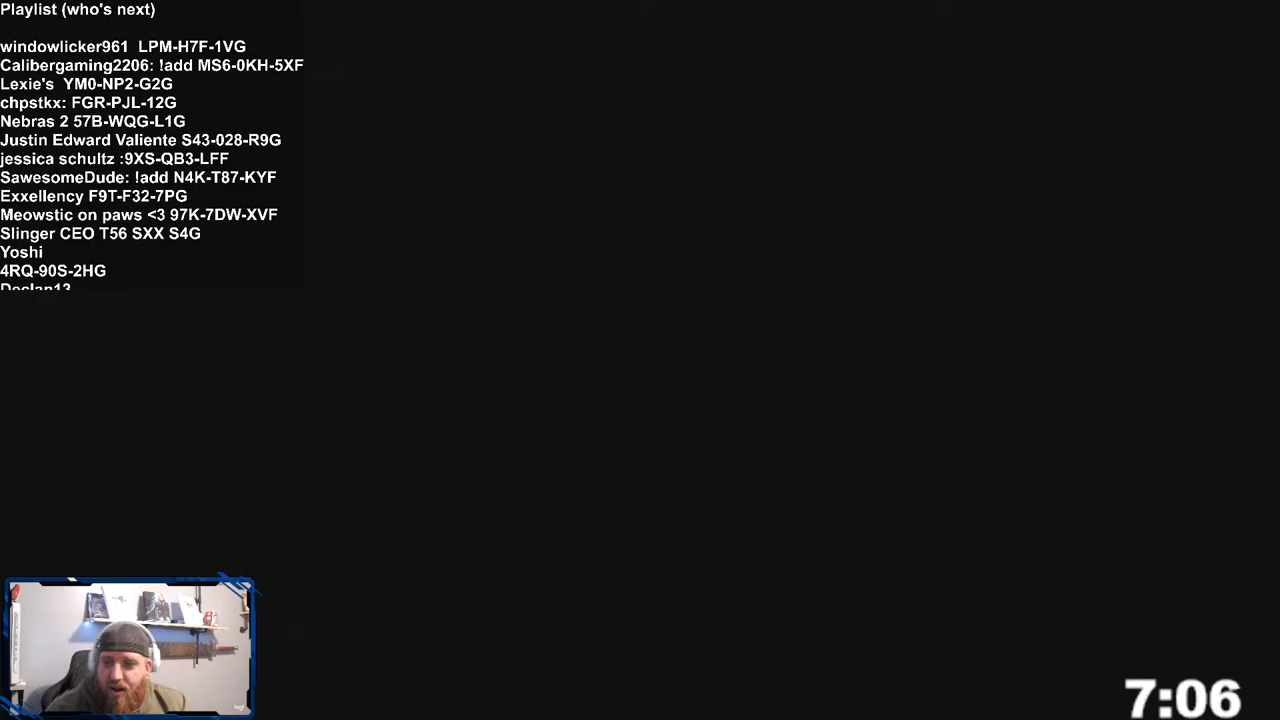 Playlist (who's next)
windowlicker961  LPM-H7F-1VG
Calibergaming2206: !add MS6-0KH-5XF
Lexie's  YM0-NP2-G2G
chpstkx: FGR-PJL-12G
Nebras 2 57B-WQG-L1G
Justin Edward Valiente S43-028-R9G
jessica schultz :9XS-QB3-LFF
SawesomeDude: !add N4K-T87-KYF
Exxellency F9T-F32-7PG
Meowstic on paws <3 97K-7DW-XVF
Slinger CEO T56 SXX S4G
Yoshi
4RQ-90S-2HG
Declan13
7:06